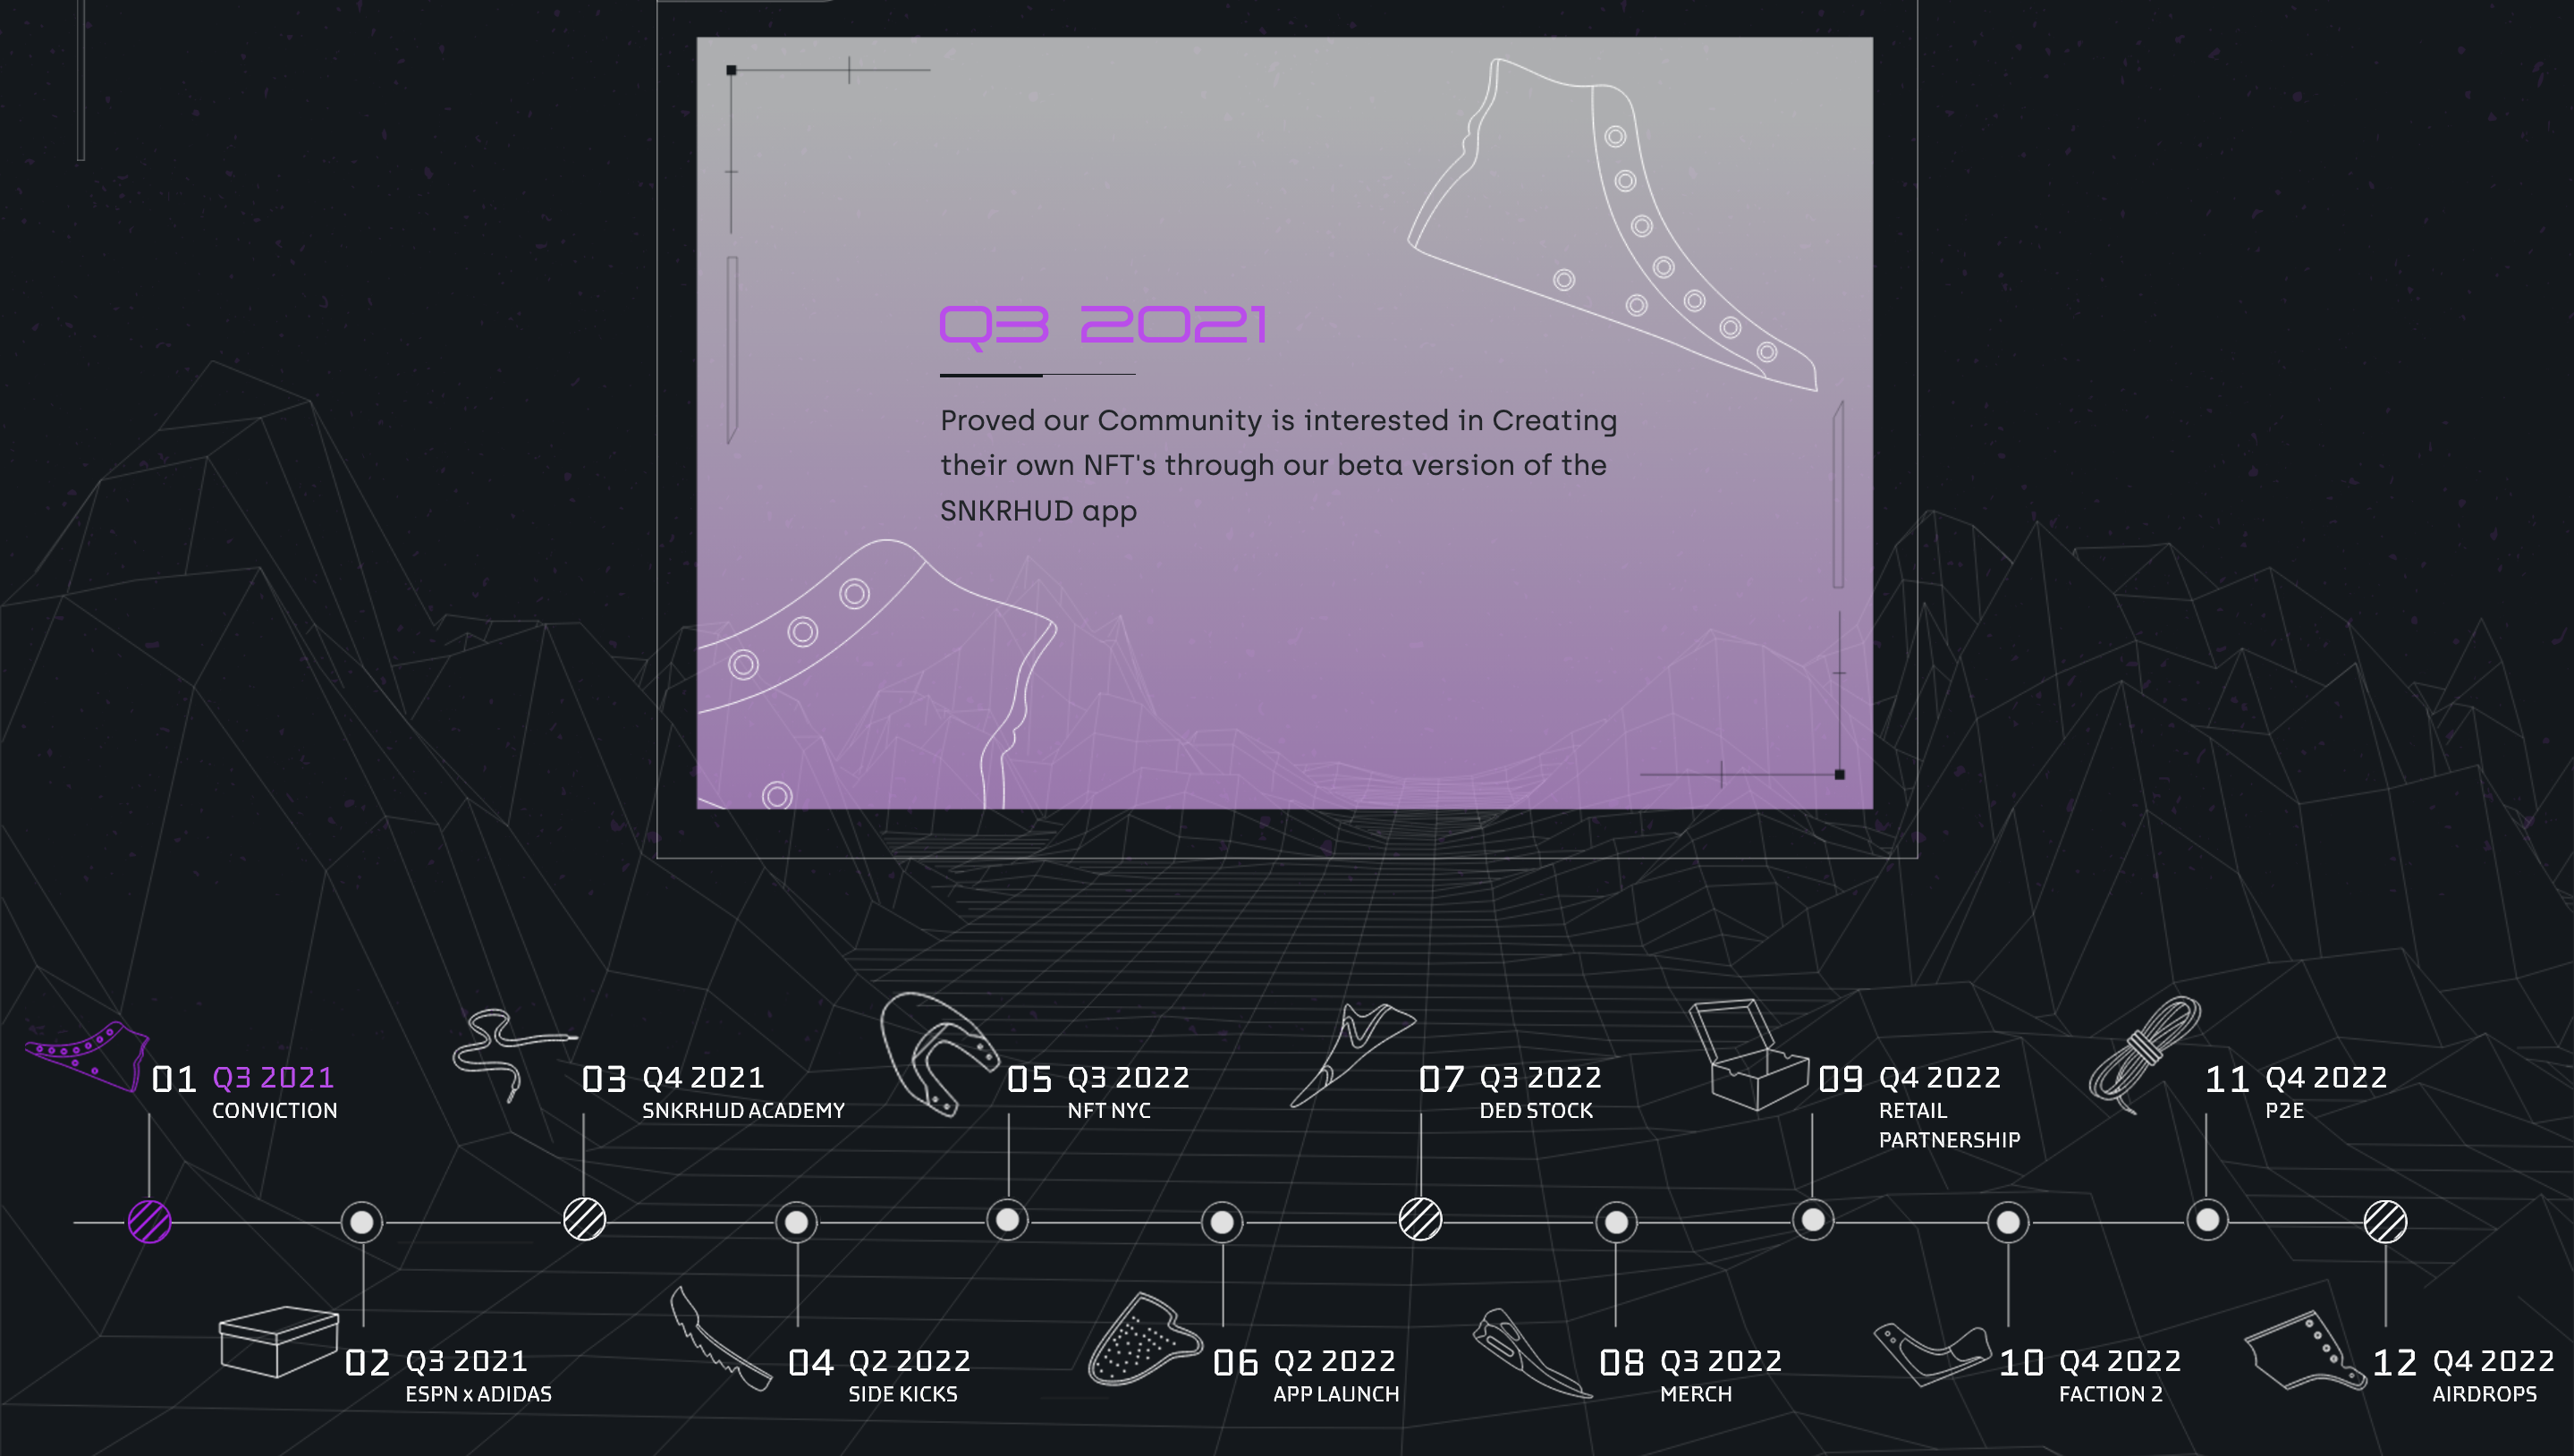 Q3 2021
Proved our Community is interested in Creating
their own NFT's through our beta version of the
SNKRHUD app
01 Q3 2021
CONVICTION
02 Q3 2021
ESPN x ADIDAS
03 Q4 2021
SNKRHUD ACADEMY
04 Q2 2022
SIDE KICKS
05 Q3 2022
NFT NYC
06 Q2 2022
APP LAUNCH
07 Q3 2022
DED STOCK
08 Q3 2022
MERCH
09 Q4 2022
RETAIL
PARTNERSHIP
10 Q4 2022
FACTION 2
11 Q4 2022
P2E
12 Q4 2022
AIRDROPS